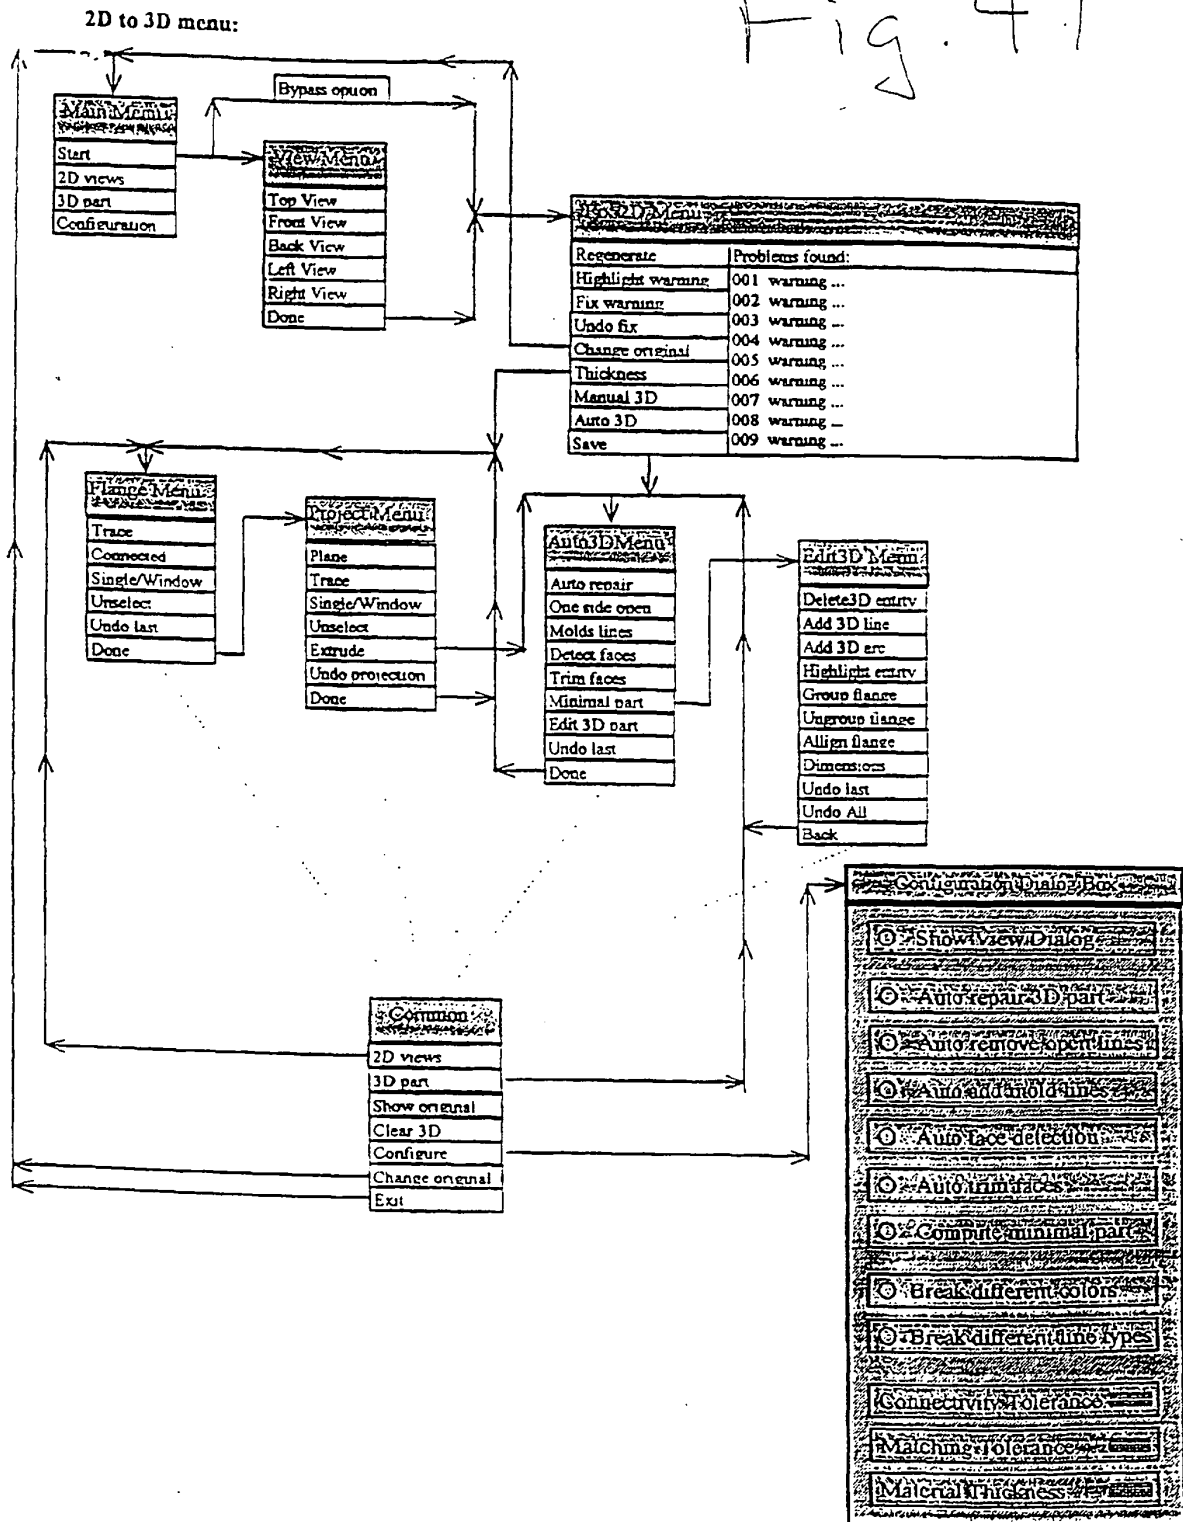 2D to 3D menu:
Fig. 41
Bypass option
Main Menu
Start
2D views
3D part
Configuration
View Menu
Top View
Front View
Back View
Left View
Right View
Done
2D Menu
Regenerate
Highlight warning
Fix warning
Undo fix
Change original
Thickness
Manual 3D
Auto 3D
Save
Problems found:
001 warning ...
002 warning ...
003 warning ...
004 warning ...
005 warning ...
006 warning ...
007 warning ...
008 warning ...
009 warning ...
Flange Menu
Trace
Connected
Single/Window
Unselect
Undo last
Done
Project Menu
Plane
Trace
Single/Window
Unselect
Extrude
Undo projection
Done
Auto3DMenu
Auto repair
One side open
Molds lines
Detect faces
Trim faces
Minimal part
Edit 3D part
Undo last
Done
Edit3D Menu
Delete3D entity
Add 3D line
Add 3D arc
Highlight entity
Group flange
Ungroup flange
Allign flange
Dimensions
Undo last
Undo All
Back
Common
2D views
3D part
Show original
Clear 3D
Configure
Change original
Exit
Configuration Dialog Box
Show View Dialog
Auto repair 3D part
Auto remove open lines
Auto add mold lines
Auto face detection
Auto trim faces
Compute minimal part
Break different colors
Break different line types
Connectivity Tolerance
Matching Tolerance
Material Thickness